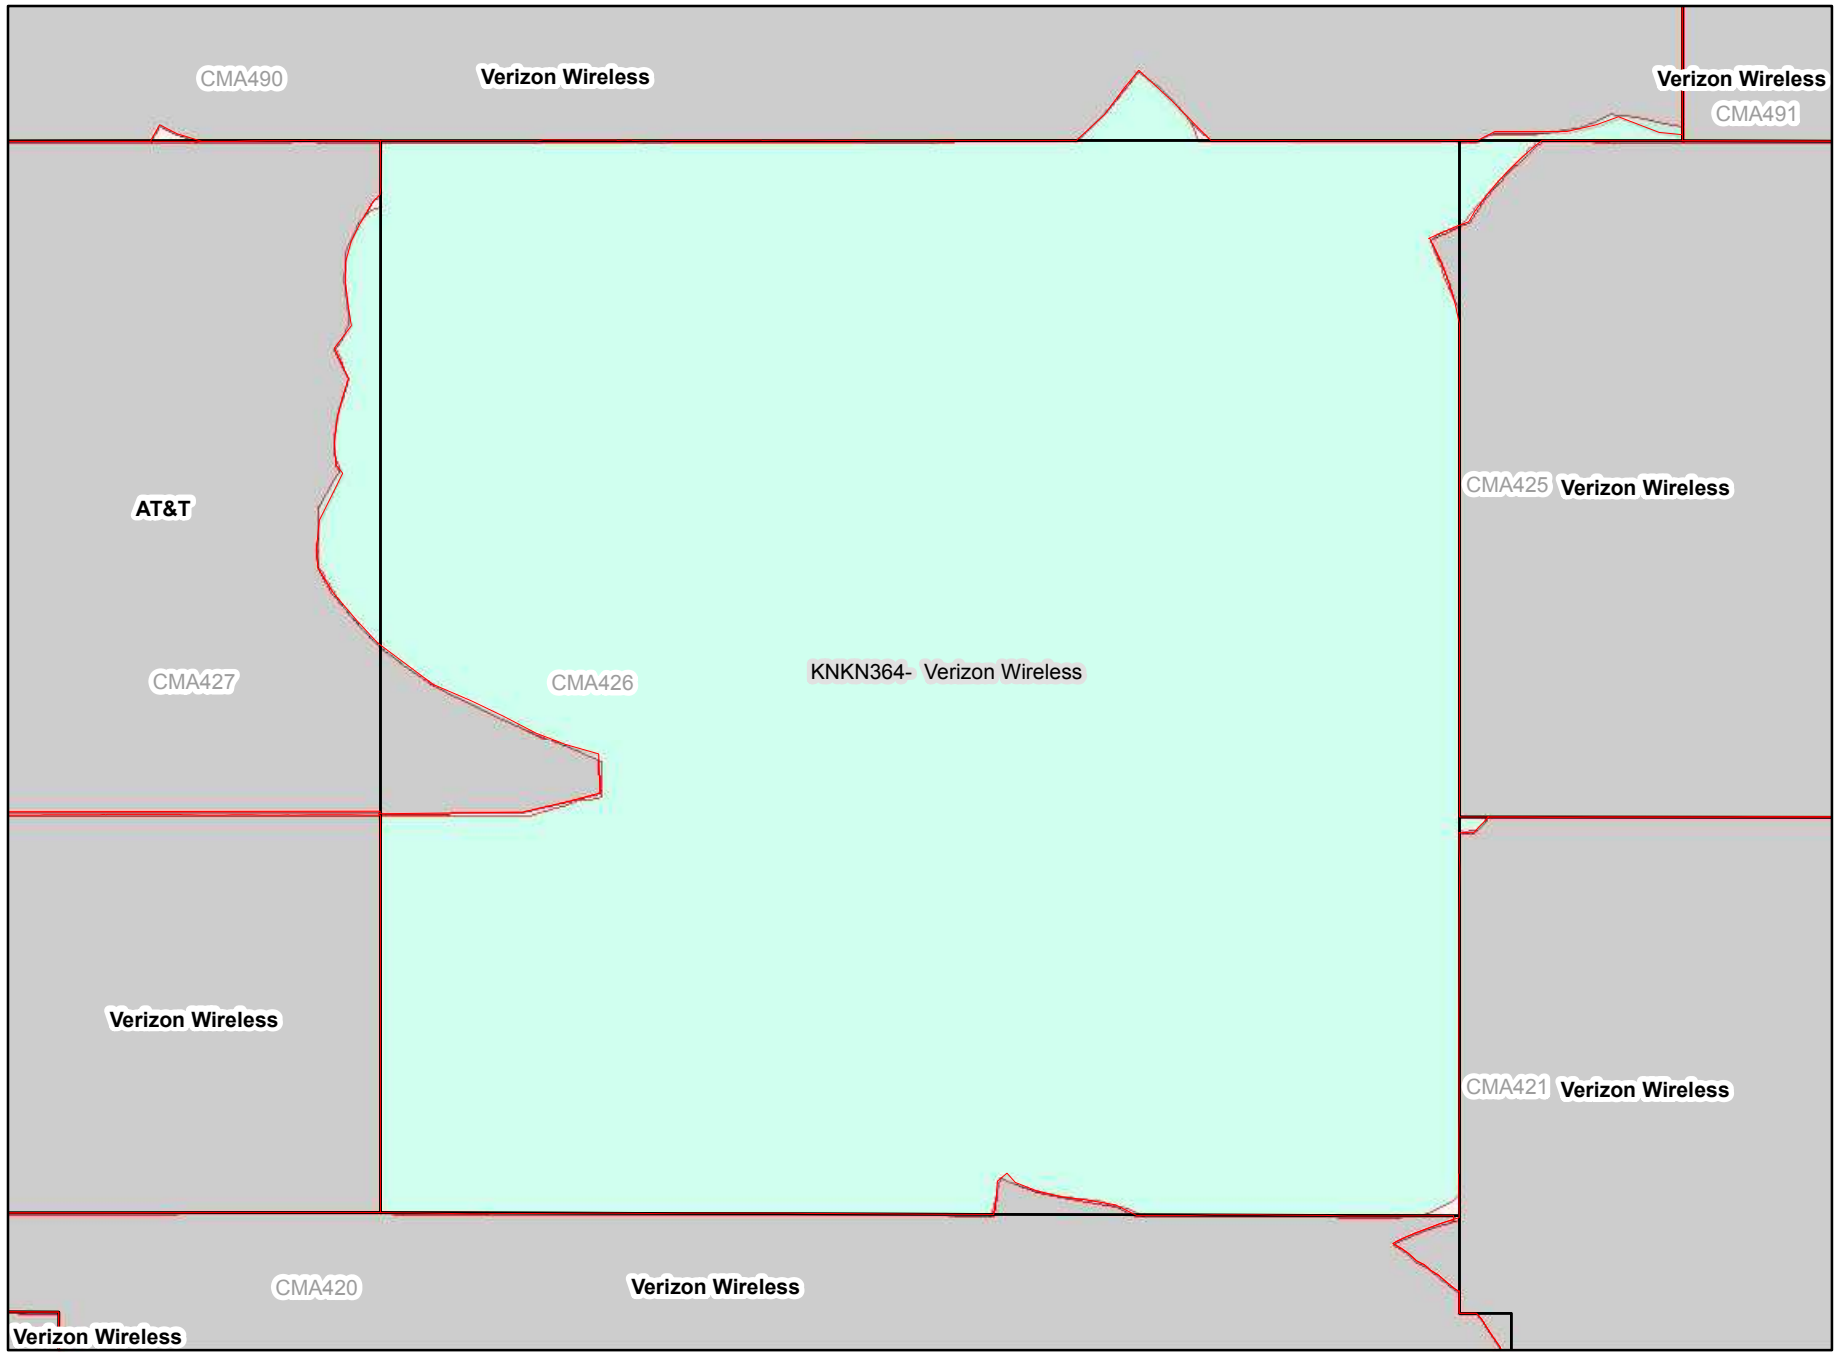 CMA490
Verizon Wireless
Verizon Wireless
CMA491
AT&T
CMA425
Verizon Wireless
CMA427
CMA426
KNKN364- Verizon Wireless
Verizon Wireless
CMA421
Verizon Wireless
CMA420
Verizon Wireless
Verizon Wireless